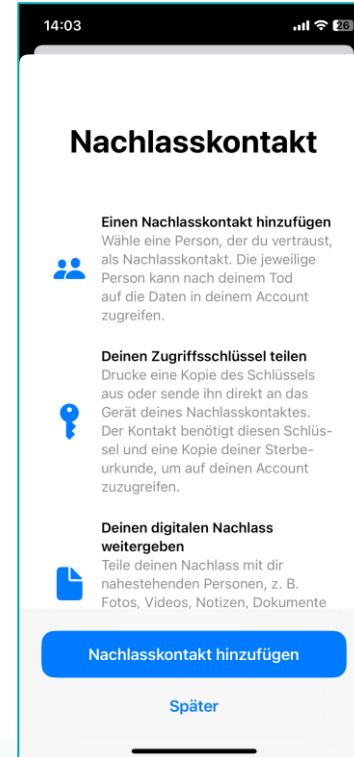 14:03
26
Nachlasskontakt
Einen Nachlasskontakt hinzufügen
Wähle eine Person, der du vertraust,
als Nachlasskontakt. Die jeweilige
Person kann nach deinem Tod
auf die Daten in deinem Account
zugreifen.
Deinen Zugriffsschlüssel teilen
Drucke eine Kopie des Schlüssels
aus oder sende ihn direkt an das
Gerät deines Nachlasskontaktes.
Der Kontakt benötigt diesen Schlüs-
sel und eine Kopie deiner Sterbe-
urkunde, um auf deinen Account
zuzugreifen.
Deinen digitalen Nachlass
weitergeben
Teile deinen Nachlass mit dir
nahestehenden Personen, z. B.
Fotos, Videos, Notizen, Dokumente
Nachlasskontakt hinzufügen
Später